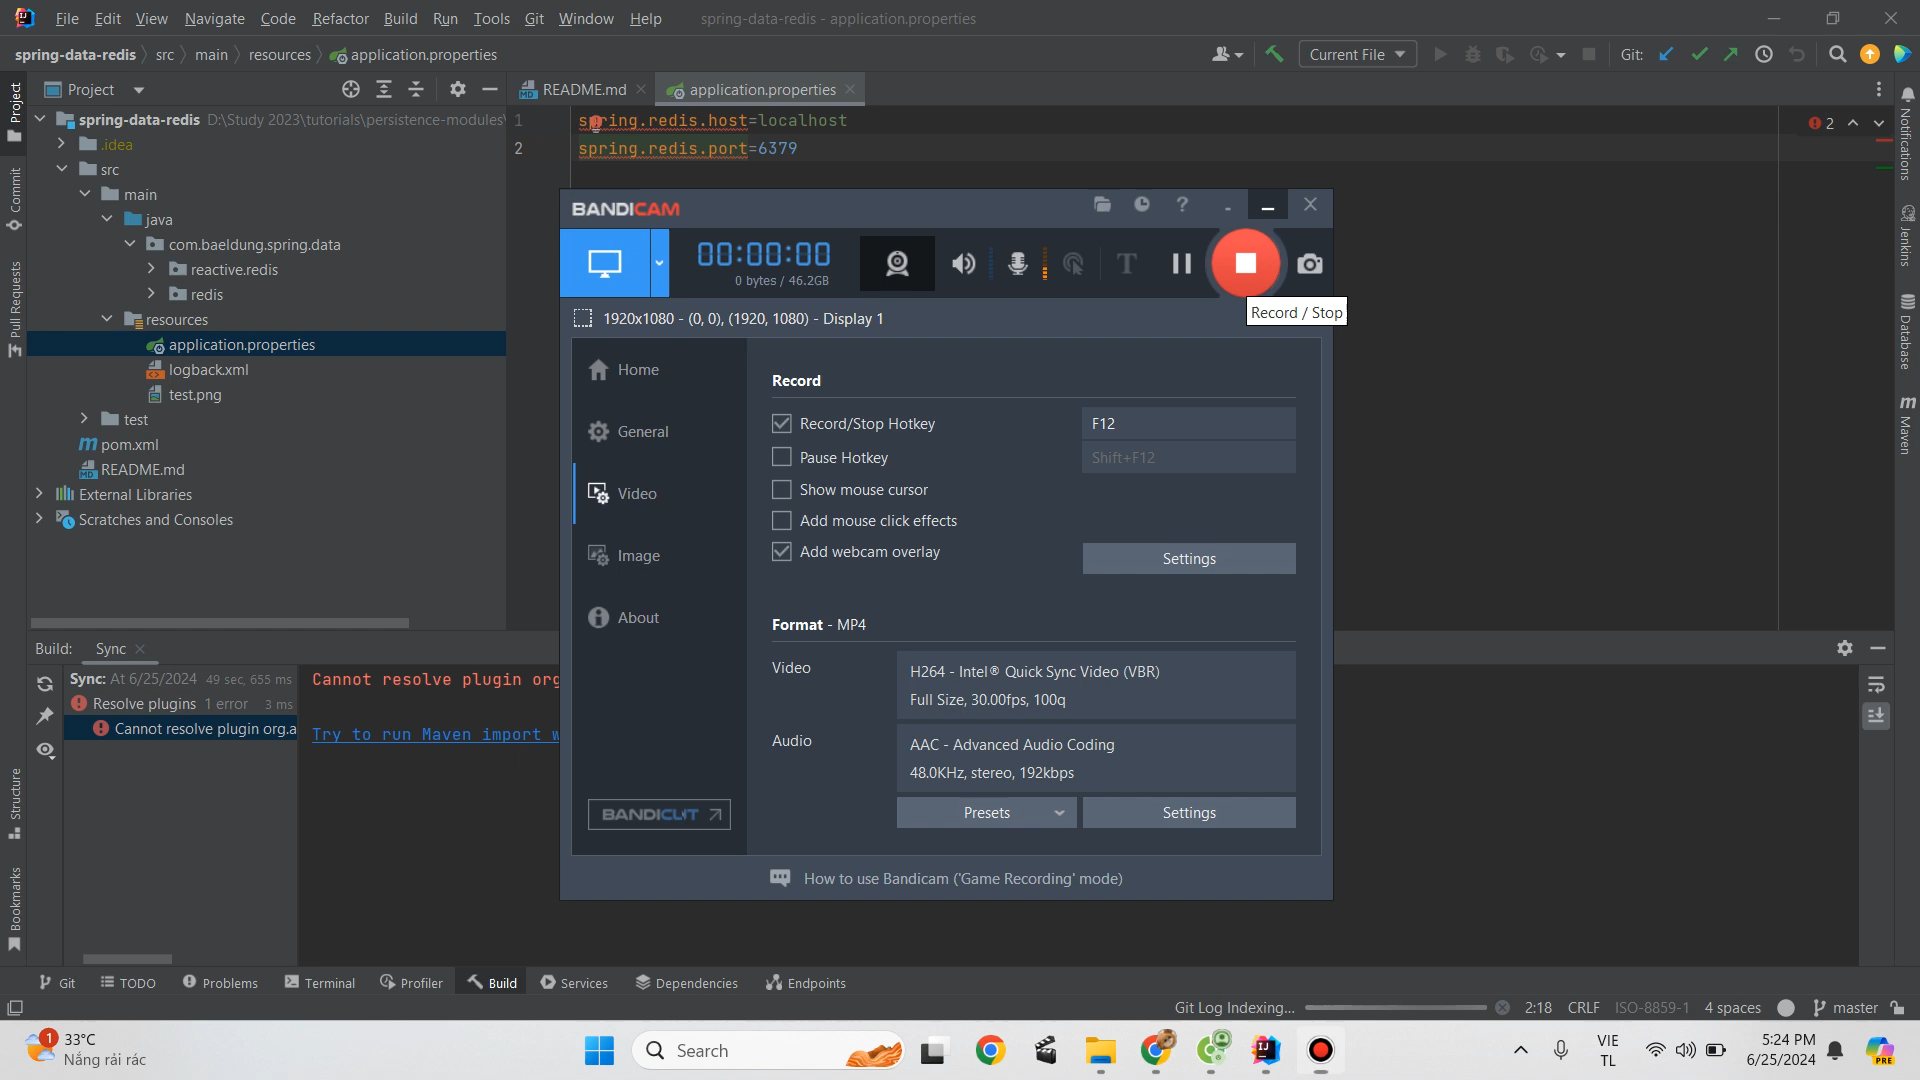 File Edit View Navigate Code Refactor Build Run Tools Git Window Help spring-data-redis - application.properties
spring-data-redis src main resources application.properties Current File Git:
Project README.md application.properties
spring-data-redis D:\Study 2023\tutorials\persistence-modules\
.idea
src
main
java
com.baeldung.spring.data
reactive.redis
redis
resources
application.properties
logback.xml
test.png
test
pom.xml
README.md
External Libraries
Scratches and Consoles
1 spring.redis.host=localhost
2 spring.redis.port=6379
2
Project
Commit
Pull Requests
Structure
Bookmarks
Notifications
Jenkins
Database
Maven
BANDICAM
00:00:00
0 bytes / 46.2GB
Record / Stop
1920x1080 - (0, 0), (1920, 1080) - Display 1
Home
General
Video
Image
About
BANDICUT
Record
Record/Stop Hotkey F12
Pause Hotkey Shift+F12
Show mouse cursor
Add mouse click effects
Add webcam overlay Settings
Format - MP4
Video H264 - Intel® Quick Sync Video (VBR)
Full Size, 30.00fps, 100q
Audio AAC - Advanced Audio Coding
48.0KHz, stereo, 192kbps
Presets Settings
How to use Bandicam ('Game Recording' mode)
Build: Sync
Sync: At 6/25/2024 49 sec, 655 ms
Resolve plugins 1 error 3 ms
Cannot resolve plugin org.a
Cannot resolve plugin org
Try to run Maven import w
Git TODO Problems Terminal Profiler Build Services Dependencies Endpoints
Git Log Indexing... 2:18 CRLF ISO-8859-1 4 spaces master
1 33°C
Nắng rải rác
Search
VIE
TL
5:24 PM
6/25/2024
PRE